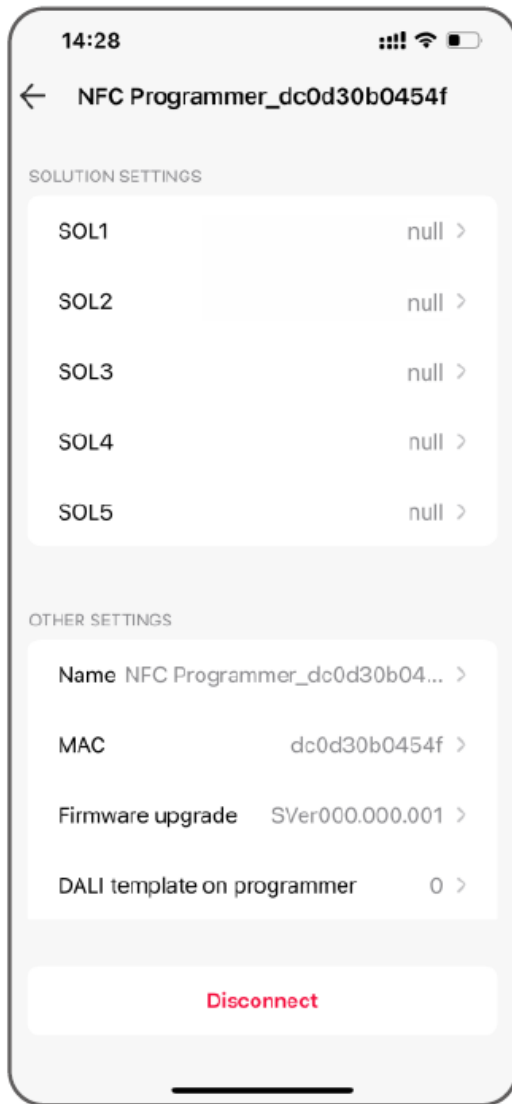 14:28
NFC Programmer_dc0d30b0454f
SOLUTION SETTINGS
SOL1 null
SOL2 null
SOL3 null
SOL4 null
SOL5 null
OTHER SETTINGS
Name NFC Programmer_dc0d30b04...
MAC dc0d30b0454f
Firmware upgrade SVer000.000.001
DALI template on programmer 0
Disconnect